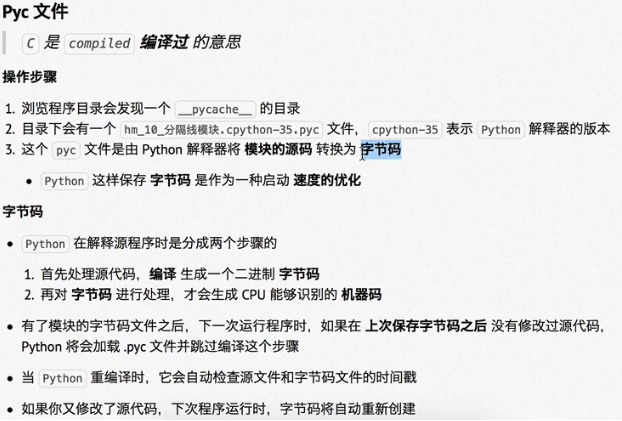 Pyc 文件
C 是 compiled 编译过 的意思
操作步骤
1. 浏览程序目录会发现一个 __pycache__ 的目录
2. 目录下会有一个 hm_10_分隔线模块.cpython-35.pyc 文件，cpython-35 表示 Python 解释器的版本
3. 这个 pyc 文件是由 Python 解释器将 模块的源码 转换为 字节码
• Python 这样保存 字节码 是作为一种启动 速度的优化
字节码
• Python 在解释源程序时是分成两个步骤的
1. 首先处理源代码，编译 生成一个二进制 字节码
2. 再对 字节码 进行处理，才会生成 CPU 能够识别的 机器码
• 有了模块的字节码文件之后，下一次运行程序时，如果在 上次保存字节码之后 没有修改过源代码，
Python 将会加载 .pyc 文件并跳过编译这个步骤
• 当 Python 重编译时，它会自动检查源文件和字节码文件的时间戳
• 如果你又修改了源代码，下次程序运行时，字节码将自动重新创建